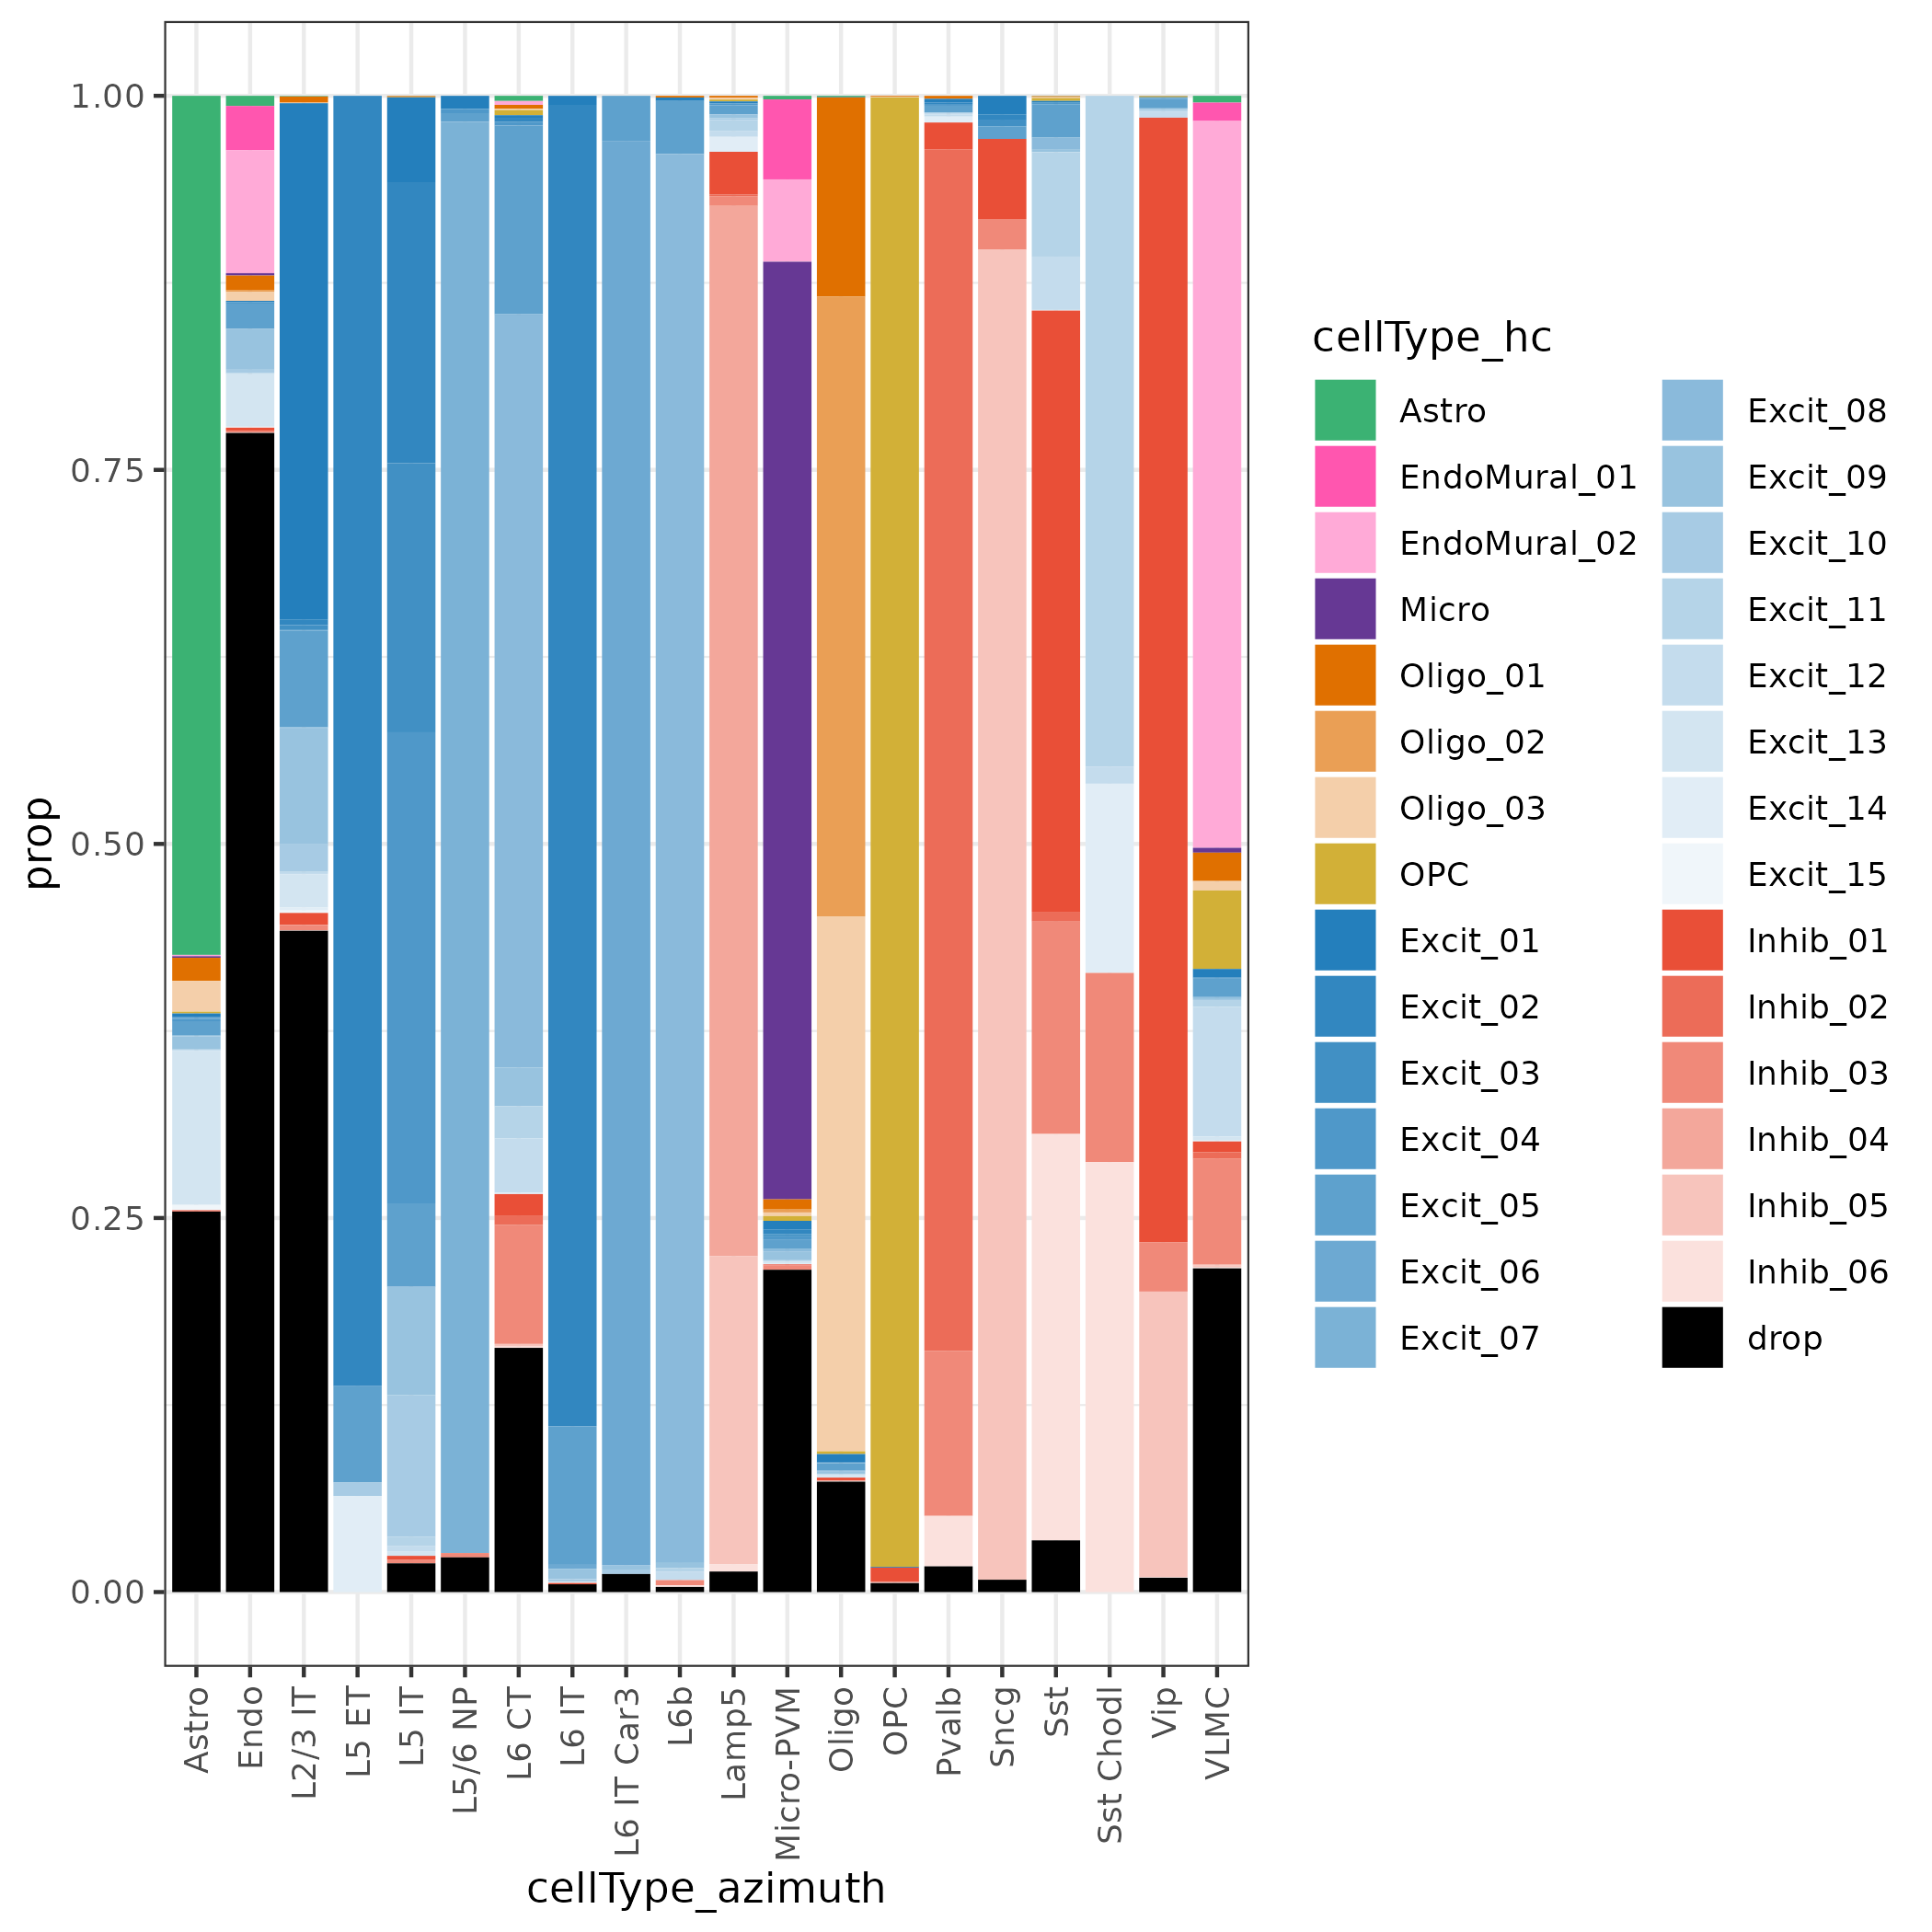 1.00
0.75
0.50
0.25
0.00
prop
Astro
Endo
L2/3 IT
L5 ET
L5 IT
L5/6 NP
L6 CT
L6 IT
L6 IT Car3
L6b
Lamp5
Micro-PVM
Oligo
OPC
Pvalb
Sncg
Sst
Sst Chodl
Vip
VLMC
cellType_azimuth
cellType_hc
Astro
EndoMural_01
EndoMural_02
Micro
Oligo_01
Oligo_02
Oligo_03
OPC
Excit_01
Excit_02
Excit_03
Excit_04
Excit_05
Excit_06
Excit_07
Excit_08
Excit_09
Excit_10
Excit_11
Excit_12
Excit_13
Excit_14
Excit_15
Inhib_01
Inhib_02
Inhib_03
Inhib_04
Inhib_05
Inhib_06
drop